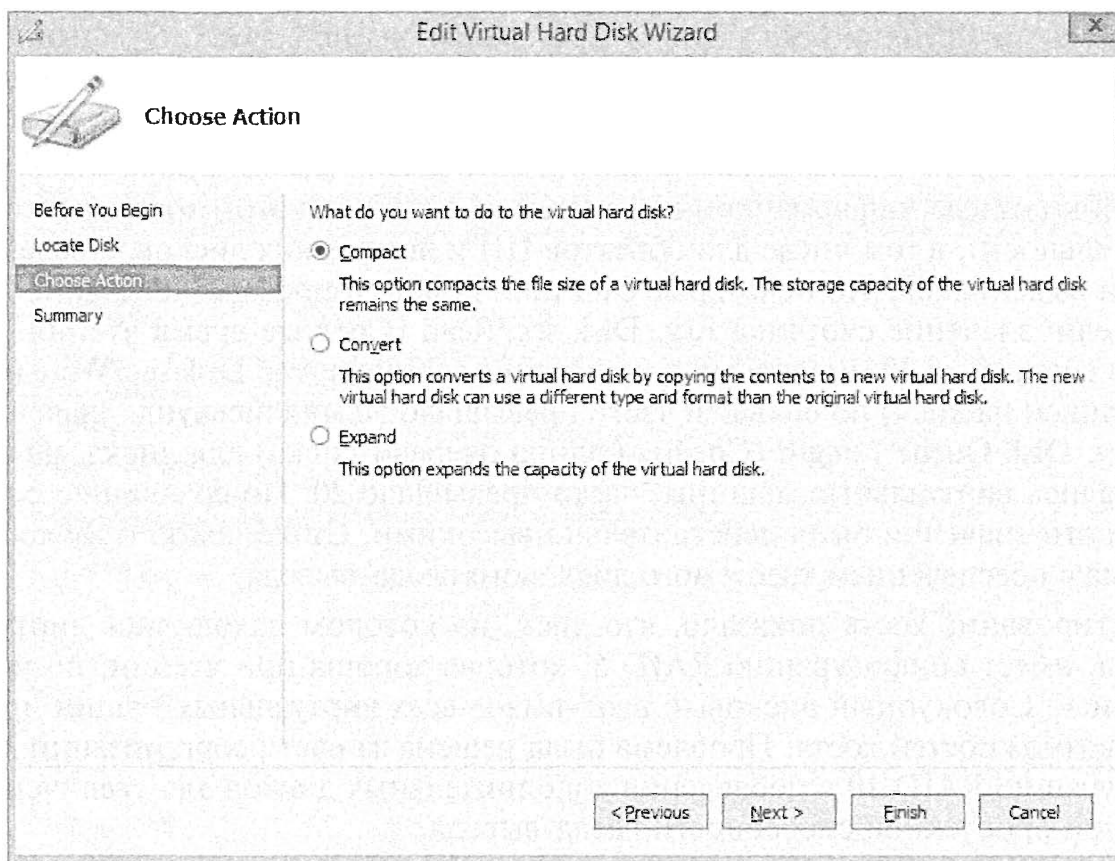 Edit Virtual Hard Disk Wizard
X
Choose Action
Before You Begin
Locate Disk
Choose Action
Summary
What do you want to do to the virtual hard disk?
Compact
This option compacts the file size of a virtual hard disk. The storage capacity of the virtual hard disk
remains the same.
Convert
This option converts a virtual hard disk by copying the contents to a new virtual hard disk. The new
virtual hard disk can use a different type and format than the original virtual hard disk.
Expand
This option expands the capacity of the virtual hard disk.
< Previous
Next >
Finish
Cancel